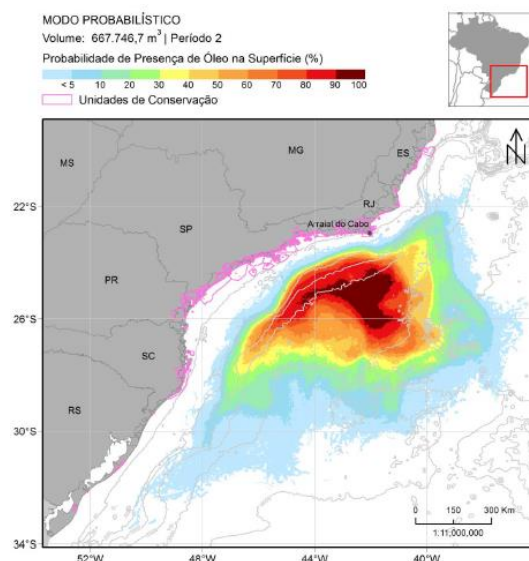 MODO PROBABILÍSTICO
Volume: 667.746,7 m³ | Período 2
Probabilidade de Presença de Óleo na Superfície (%)
< 5 10 20 30 40 50 60 70 80 90 100
Unidades de Conservação
N
MS
MG
ES
22°S
SP
RJ
Arraial do Cabo
PR
26°S
SC
RS
30°S
0 150 300 Km
1:11,000,000
34°S
52°W 48°W 44°W 40°W